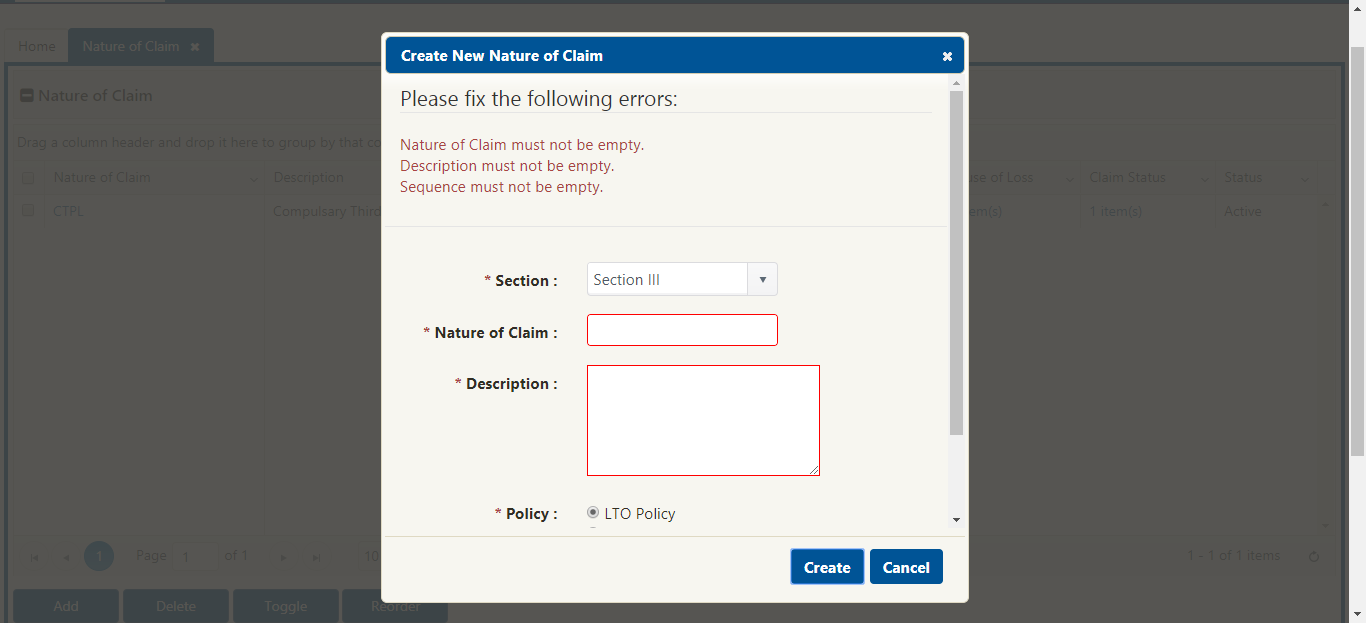 Home
Nature of Claim
Create New Nature of Claim
Please fix the following errors:
Nature of Claim must not be empty.
Description must not be empty.
Sequence must not be empty.
Nature of Claim
Drag a column header and drop it here to group by that co
Nature of Claim Description se of Loss Claim Status Status
CTPL Compulsary Third em(s) 1 item(s) Active
* Section : Section III
* Nature of Claim :
* Description :
* Policy : LTO Policy
1 Page 1 of 1 10 1 - 1 of 1 items
Create Cancel
Add Delete Toggle Reorder